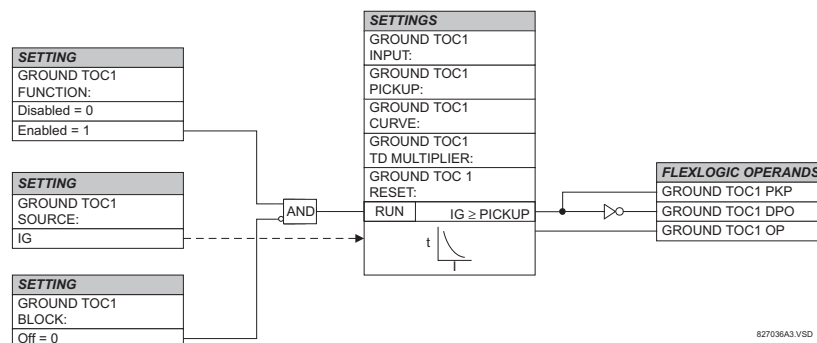 SETTING
GROUND TOC1
FUNCTION:
Disabled = 0
Enabled = 1
SETTING
GROUND TOC1
SOURCE:
IG
SETTING
GROUND TOC1
BLOCK:
Off = 0
AND
SETTINGS
GROUND TOC1
INPUT:
GROUND TOC1
PICKUP:
GROUND TOC1
CURVE:
GROUND TOC1
TD MULTIPLIER:
GROUND TOC 1
RESET:
RUN
IG ≥ PICKUP
t
I
FLEXLOGIC OPERANDS
GROUND TOC1 PKP
GROUND TOC1 DPO
GROUND TOC1 OP
827036A3.VSD